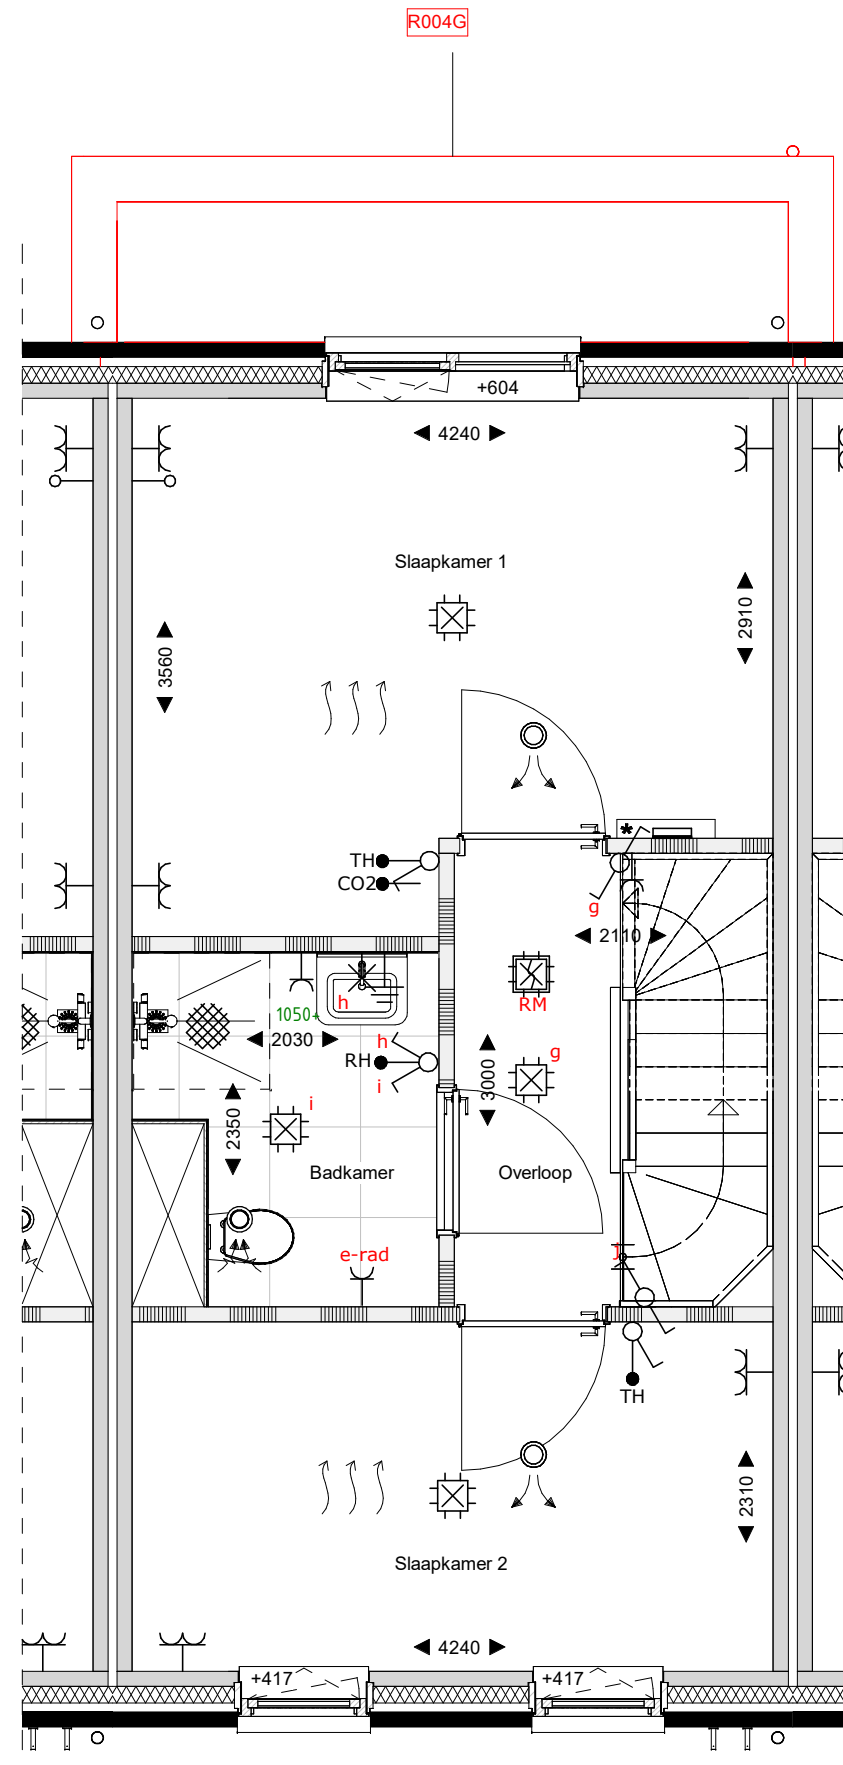 R004G
+604
4240
Slaapkamer 1
2910
3560
*
TH
CO2
g
2110
h
RM
1050+
2030
h
RH
i
g
3000
i
2350
Badkamer
Overloop
e-rad
j
TH
2310
Slaapkamer 2
4240
+417
+417